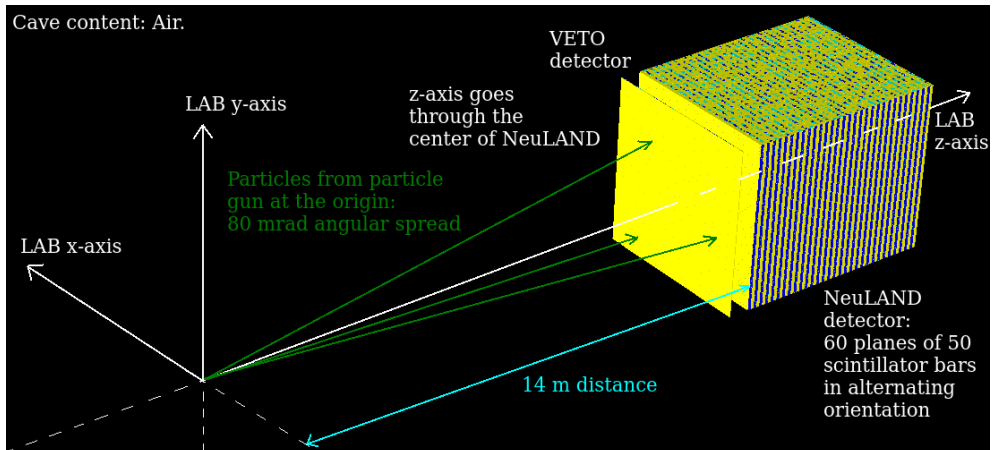 Cave content: Air.
VETO
detector
LAB y-axis
z-axis goes
through the
center of NeuLAND
LAB
z-axis
Particles from particle
gun at the origin:
80 mrad angular spread
LAB x-axis
NeuLAND
detector:
60 planes of 50
scintillator bars
in alternating
orientation
14 m distance